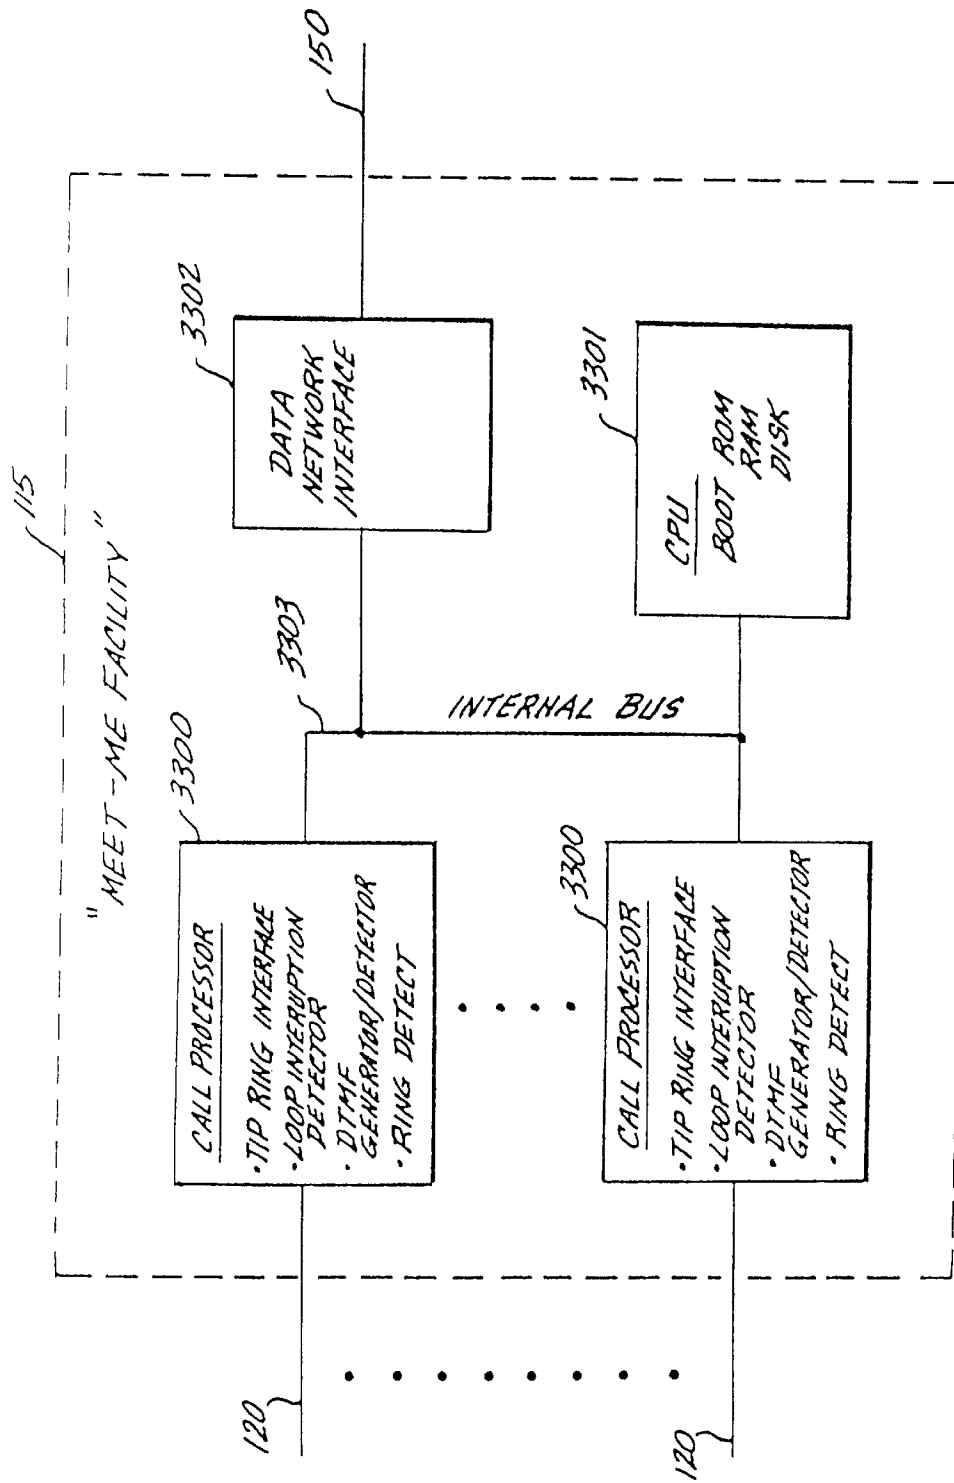 115
"MEET-ME FACILITY"
3300
CALL PROCESSOR
•TIP RING INTERFACE
•LOOP INTERUPTION
DETECTOR
• DTMF
GENERATOR/DETECTOR
• RING DETECT
120
3303
3302
DATA
NETWORK
INTERFACE
150
INTERNAL BUS
3300
CALL PROCESSOR
•TIP RING INTERFACE
•LOOP INTERUPTION
DETECTOR
• DTMF
GENERATOR/DETECTOR
• RING DETECT
120
3301
CPU
BOOT ROM
RAM
DISK